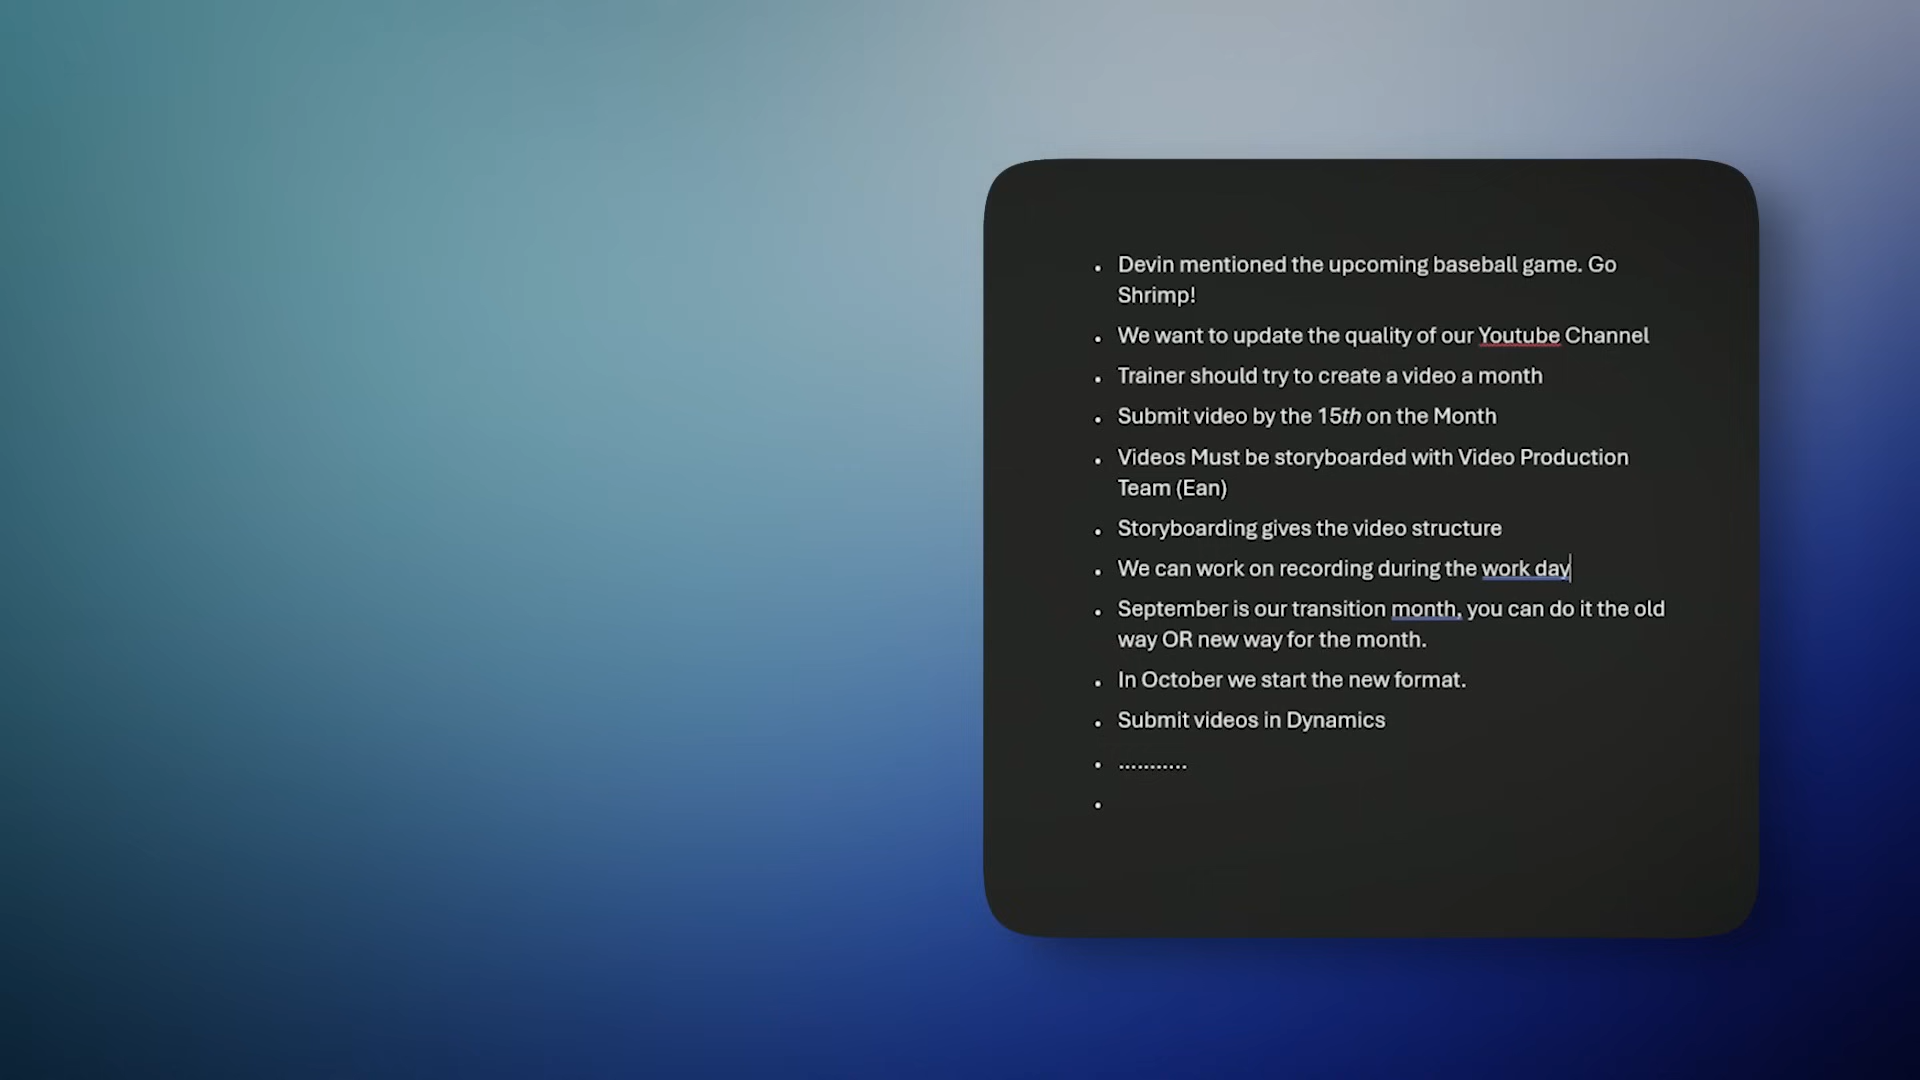 • Devin mentioned the upcoming baseball game. Go
Shrimp!
• We want to update the quality of our Youtube Channel
• Trainer should try to create a video a month
• Submit video by the 15th on the Month
• Videos Must be storyboarded with Video Production
Team (Ean)
• Storyboarding gives the video structure
• We can work on recording during the work day
• September is our transition month, you can do it the old
way OR new way for the month.
• In October we start the new format.
• Submit videos in Dynamics
• ...........
•